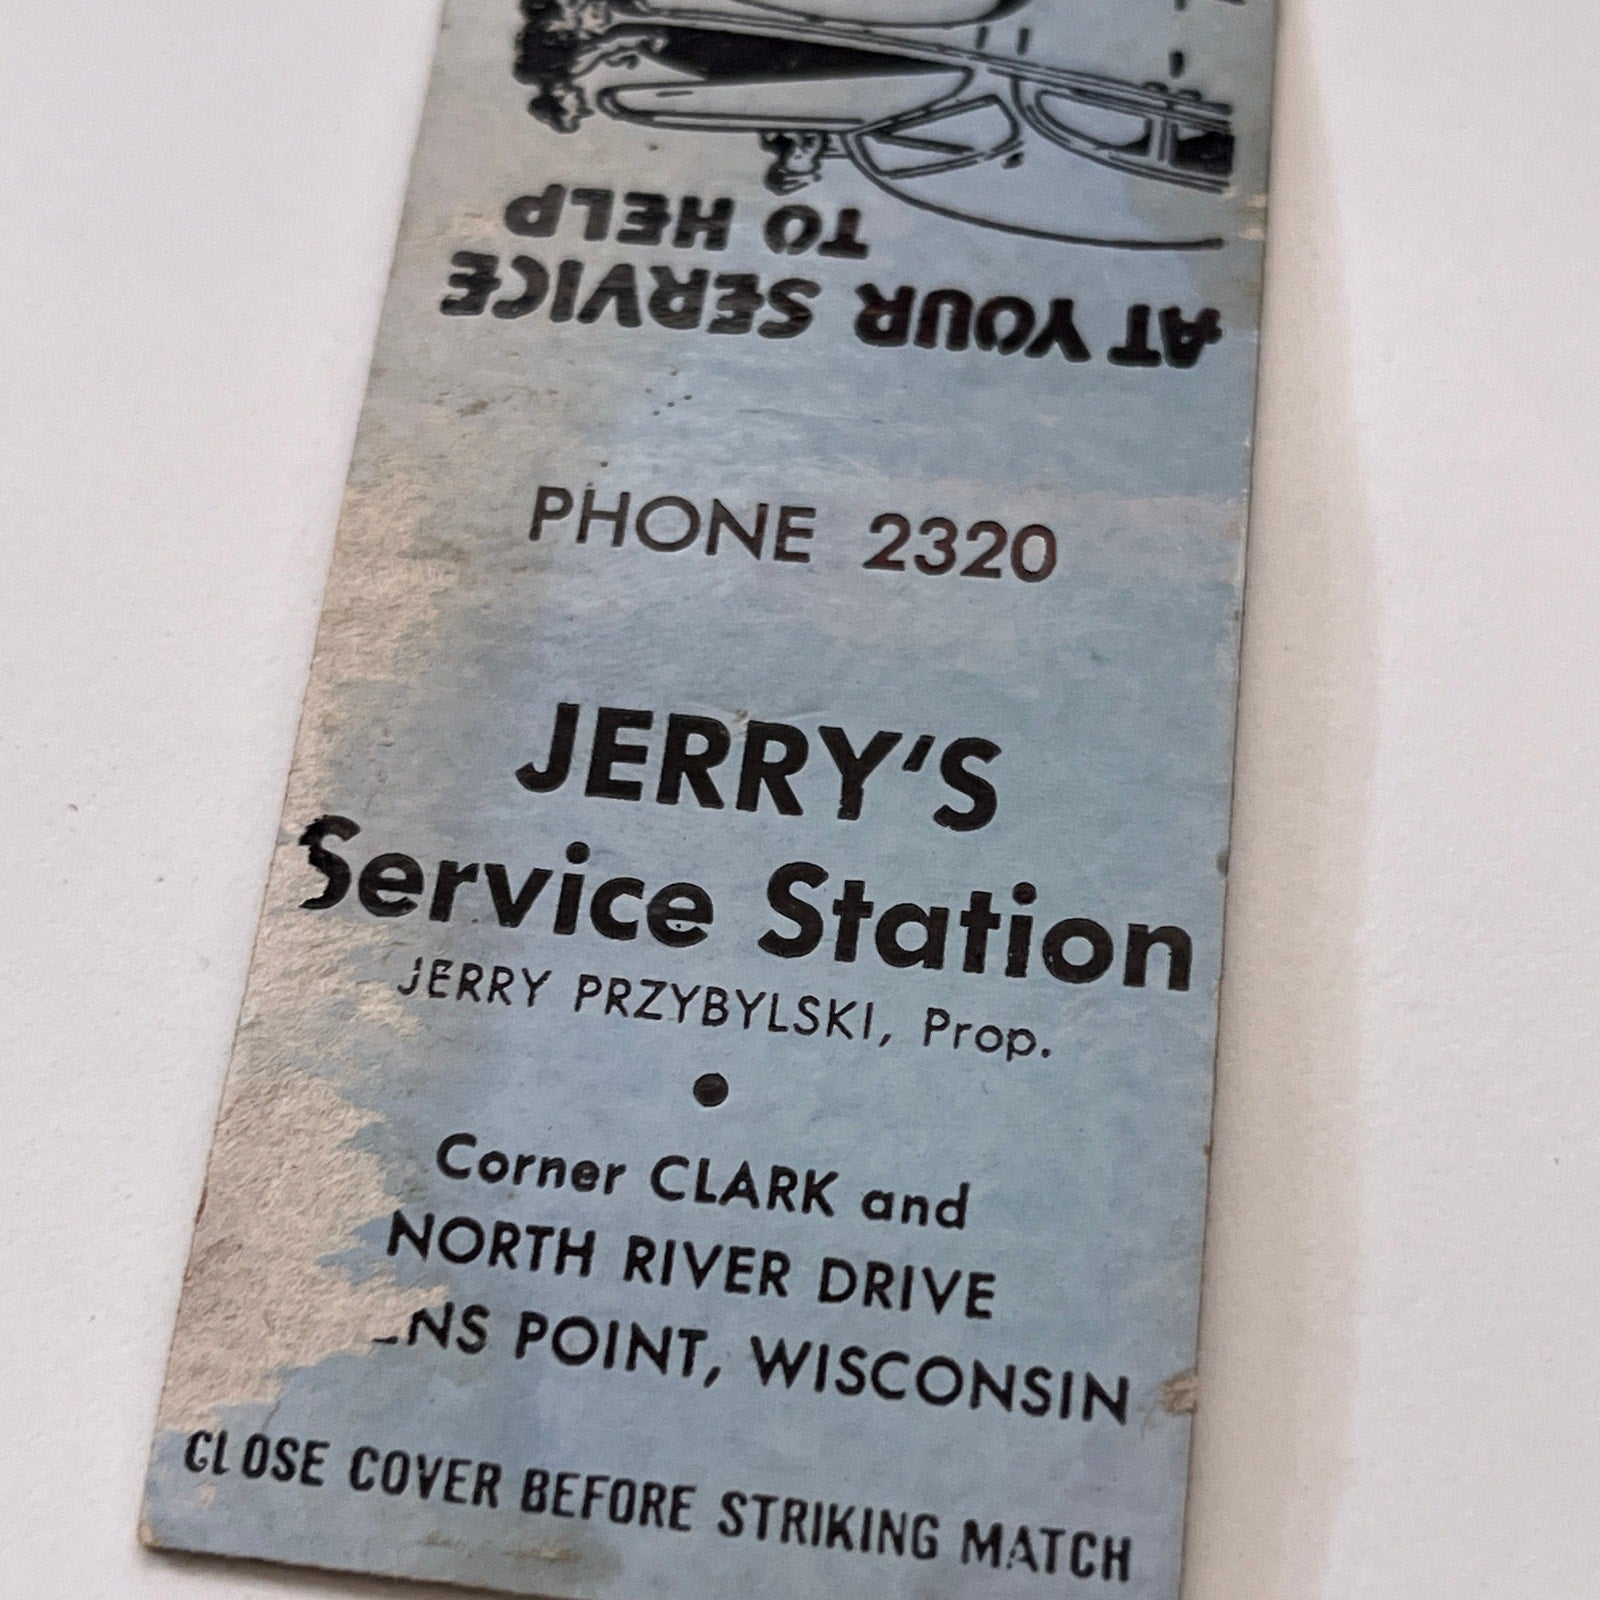 AT YOUR SERVICE
TO HELP
PHONE 2320
JERRY'S
Service Station
JERRY PRZYBYLSKI, Prop.
•
Corner CLARK and
NORTH RIVER DRIVE
ENS POINT, WISCONSIN
CLOSE COVER BEFORE STRIKING MATCH